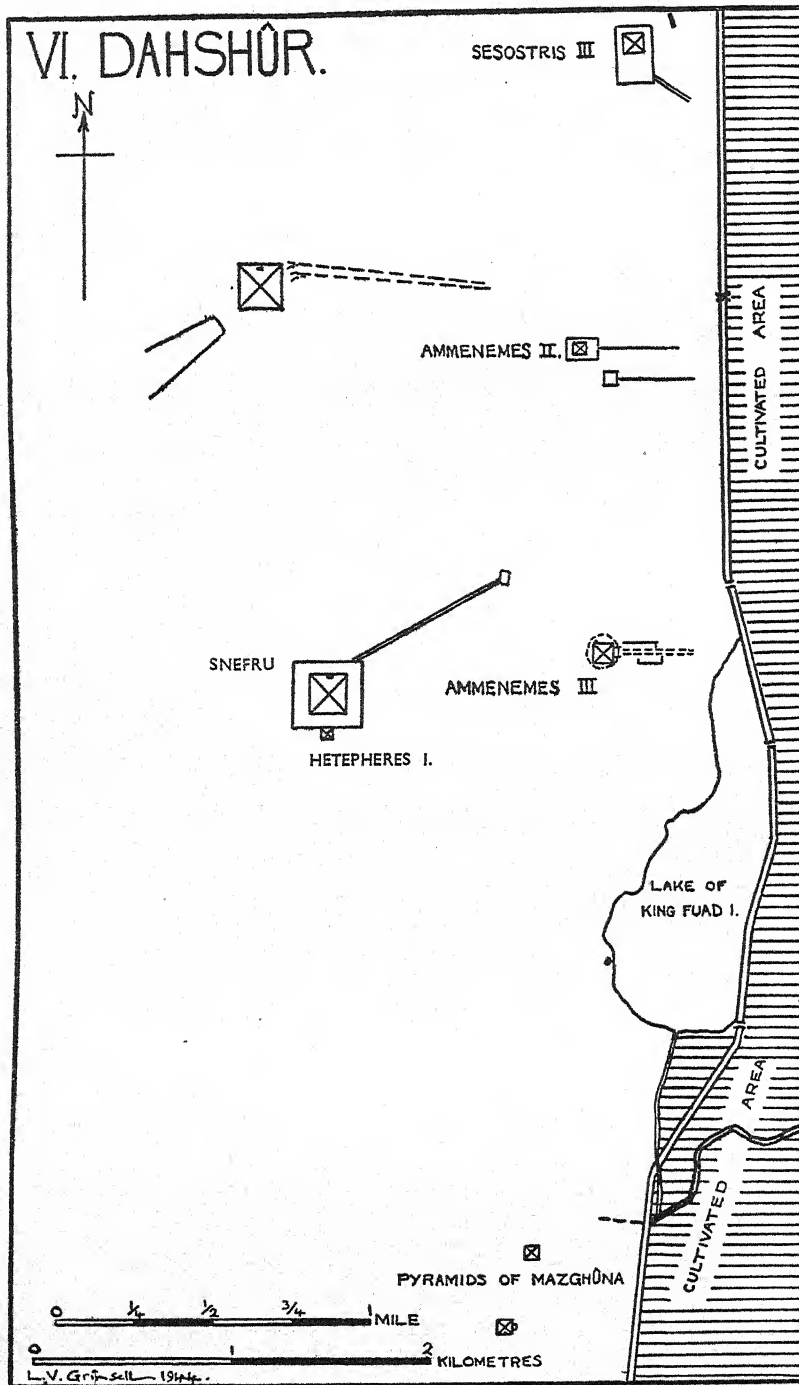 VI. DAHSHÛR.
N
SESOSTRIS III
AMMENEMES II.
CULTIVATED AREA
SNEFRU
AMMENEMES III
HETEPHERES I.
LAKE OF
KING FUAD I.
CULTIVATED AREA
PYRAMIDS OF MAZGHÛNA
0 1/4 1/2 3/4 1 MILE
0 1 2 KILOMETRES
L.V. Grinsell 1944.